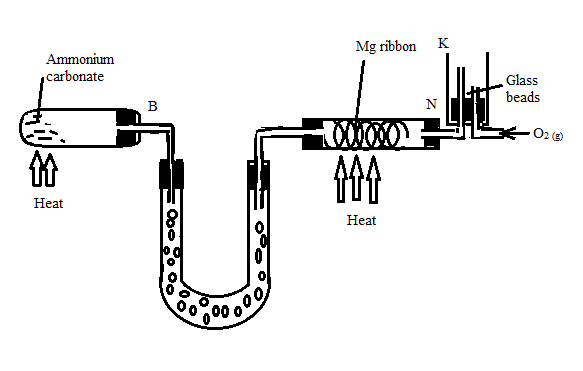 Ammonium
carbonate
B
Heat
Mg ribbon
Heat
K
N
Glass
beads
O2 (g)